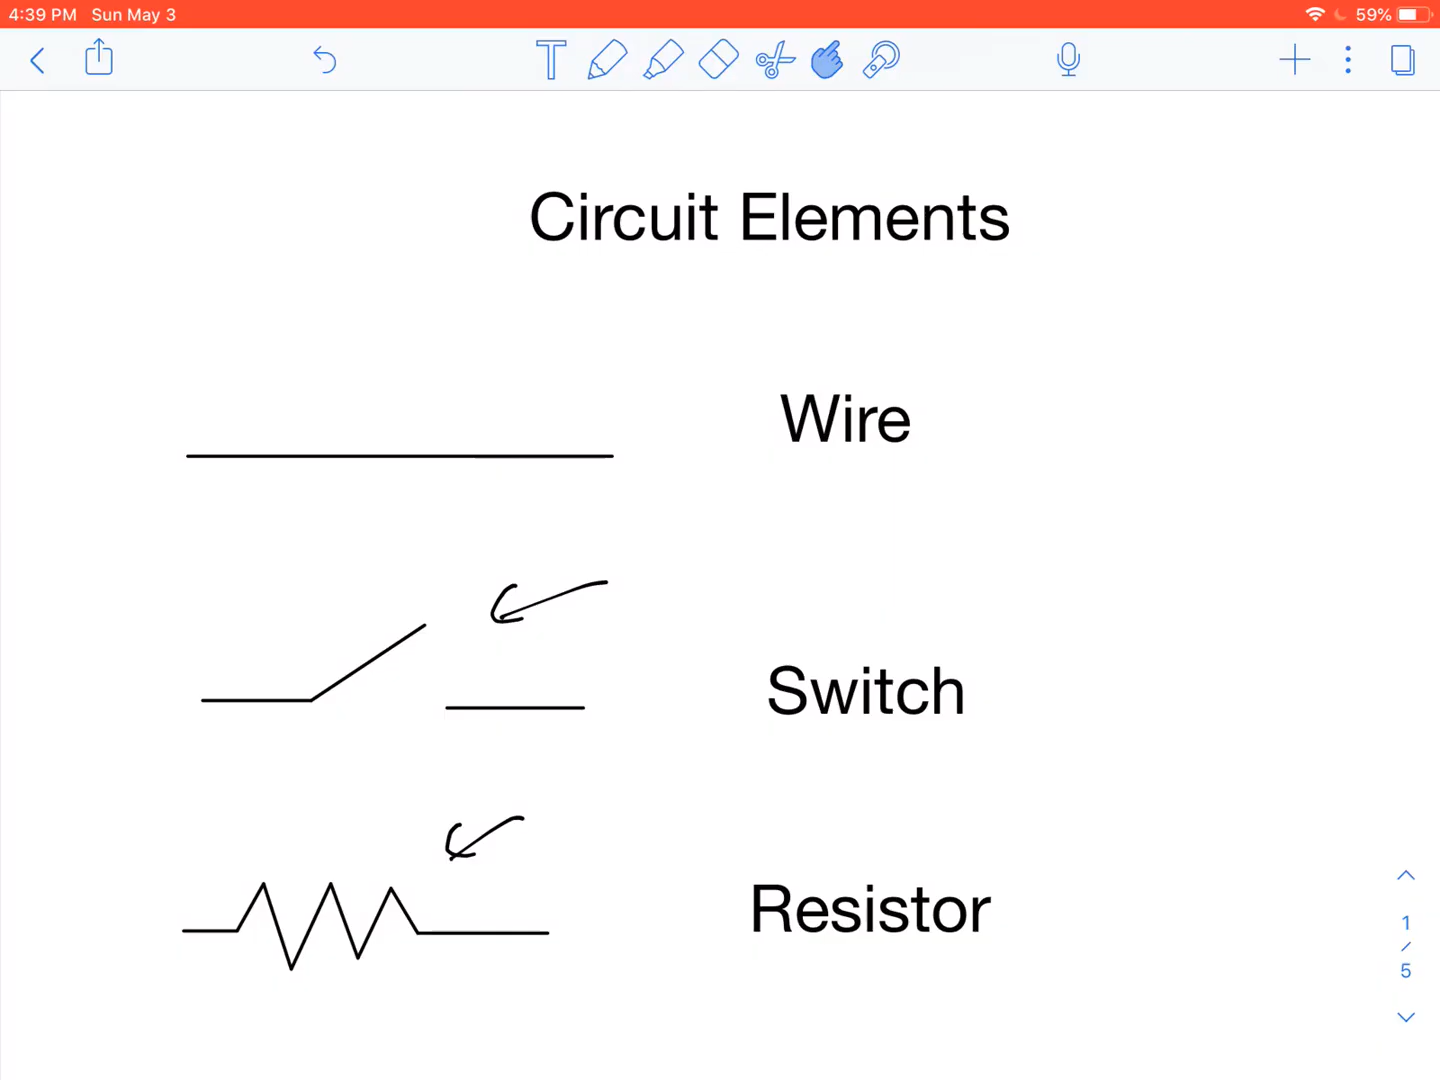 4:39 PM Sun May 3 59%
T
Circuit Elements
Wire
Switch
Resistor
1
/
5